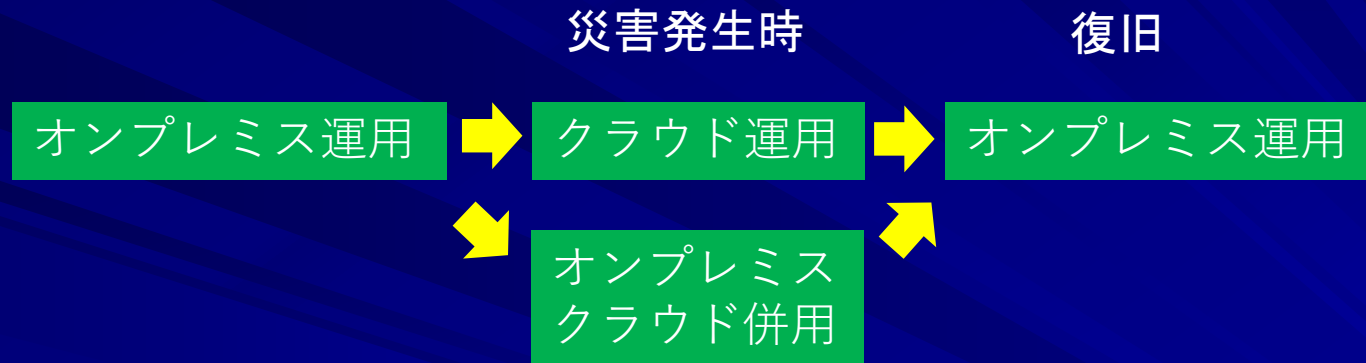 災害発生時
復旧
オンプレミス運用
クラウド運用
オンプレミス運用
オンプレミス
クラウド併用